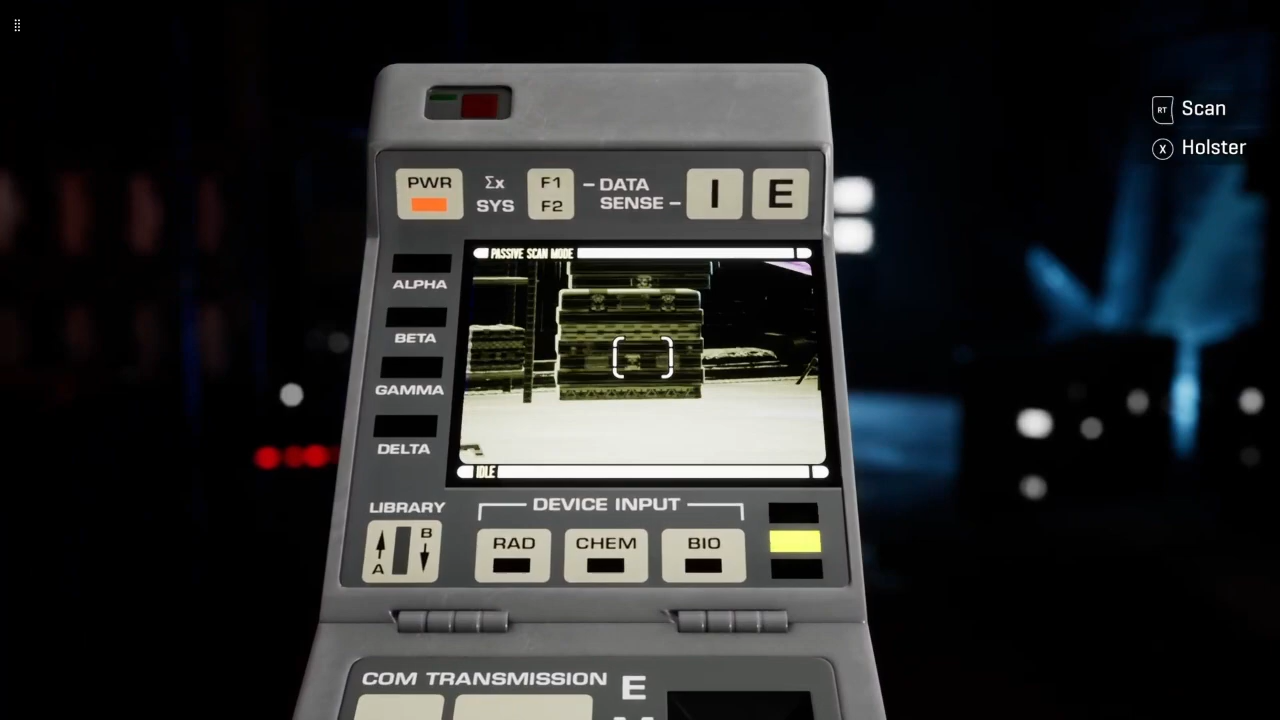 RT Scan
X Holster
PWR
Σx
SYS
F1
F2
– DATA
SENSE –
I
E
PASSIVE SCAN MODE
ALPHA
BETA
GAMMA
DELTA
IDLE
LIBRARY
A
B
DEVICE INPUT
RAD
CHEM
BIO
COM TRANSMISSION
E